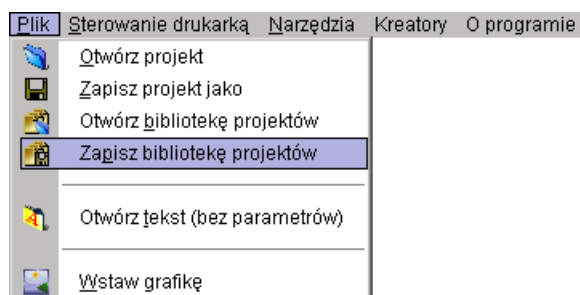 Plik Sterowanie drukarką Narzędzia Kreatory O programie
Otwórz projekt
Zapisz projekt jako
Otwórz bibliotekę projektów
Zapisz bibliotekę projektów
Otwórz tekst (bez parametrów)
Wstaw grafikę